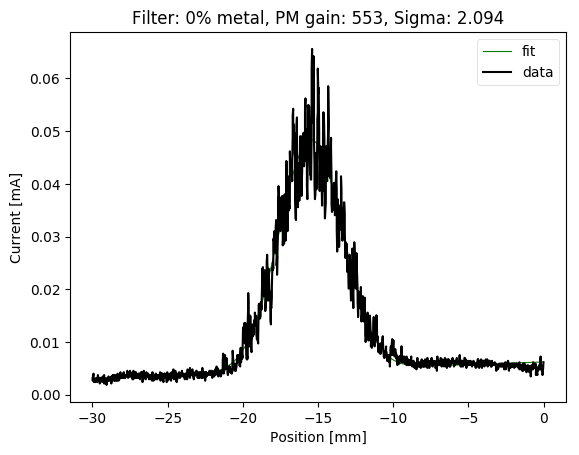 Filter: 0% metal, PM gain: 553, Sigma: 2.094
fit
data
Current [mA]
0.06
0.05
0.04
0.03
0.02
0.01
0.00
−30 −25 −20 −15 −10 −5 0
Position [mm]